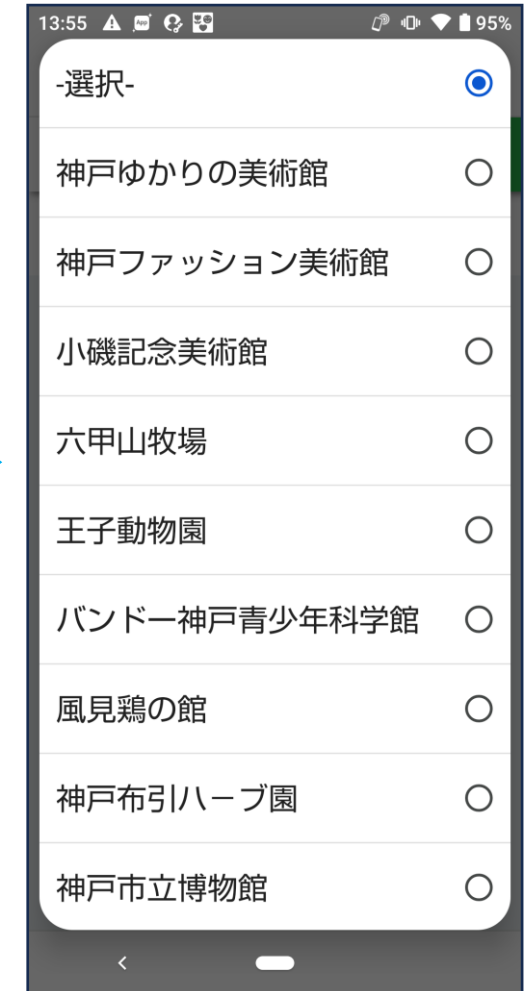 13:55 95%
-選択-
神戸ゆかりの美術館
神戸ファッション美術館
小磯記念美術館
六甲山牧場
王子動物園
バンドー神戸青少年科学館
風見鶏の館
神戸布引ハーブ園
神戸市立博物館